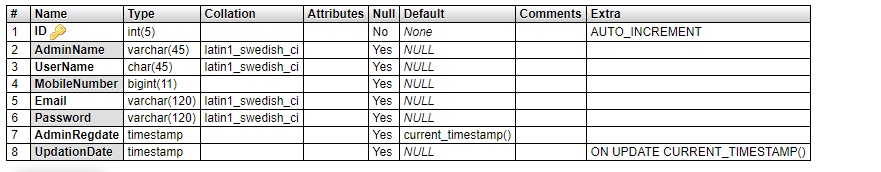 # Name Type Collation Attributes Null Default Comments Extra
1 ID int(5) No None AUTO_INCREMENT
2 AdminName varchar(45) latin1_swedish_ci Yes NULL
3 UserName char(45) latin1_swedish_ci Yes NULL
4 MobileNumber bigint(11) Yes NULL
5 Email varchar(120) latin1_swedish_ci Yes NULL
6 Password varchar(120) latin1_swedish_ci Yes NULL
7 AdminRegdate timestamp Yes current_timestamp()
8 UpdationDate timestamp Yes NULL ON UPDATE CURRENT_TIMESTAMP()